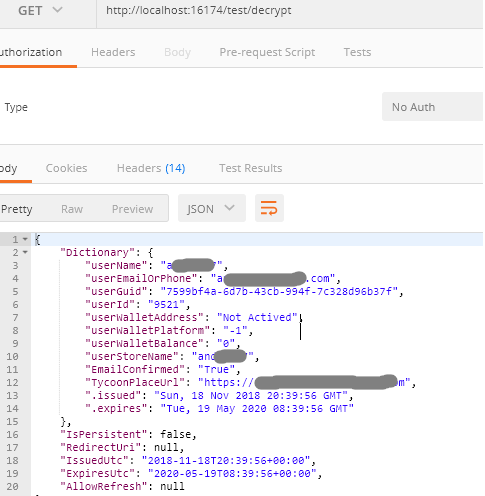 GET http://localhost:16174/test/decrypt
uthorization Headers Body Pre-request Script Tests
Type No Auth
ody Cookies Headers (14) Test Results
Pretty Raw Preview JSON
1 {
2 "Dictionary": {
3 "userName": "a ",
4 "userEmailOrPhone": "a .com",
5 "userGuid": "7599bf4a-6d7b-43cb-994f-7c328d96b37f",
6 "userId": "9521",
7 "userWalletAddress": "Not Actived",
8 "userWalletPlatform": "-1",
9 "userWalletBalance": "0",
10 "userStoreName": "and ",
11 "EmailConfirmed": "True",
12 "TycoonPlaceUrl": "https:// m",
13 ".issued": "Sun, 18 Nov 2018 20:39:56 GMT",
14 ".expires": "Tue, 19 May 2020 08:39:56 GMT"
15 },
16 "IsPersistent": false,
17 "RedirectUri": null,
18 "IssuedUtc": "2018-11-18T20:39:56+00:00",
19 "ExpiresUtc": "2020-05-19T08:39:56+00:00",
20 "AllowRefresh": null